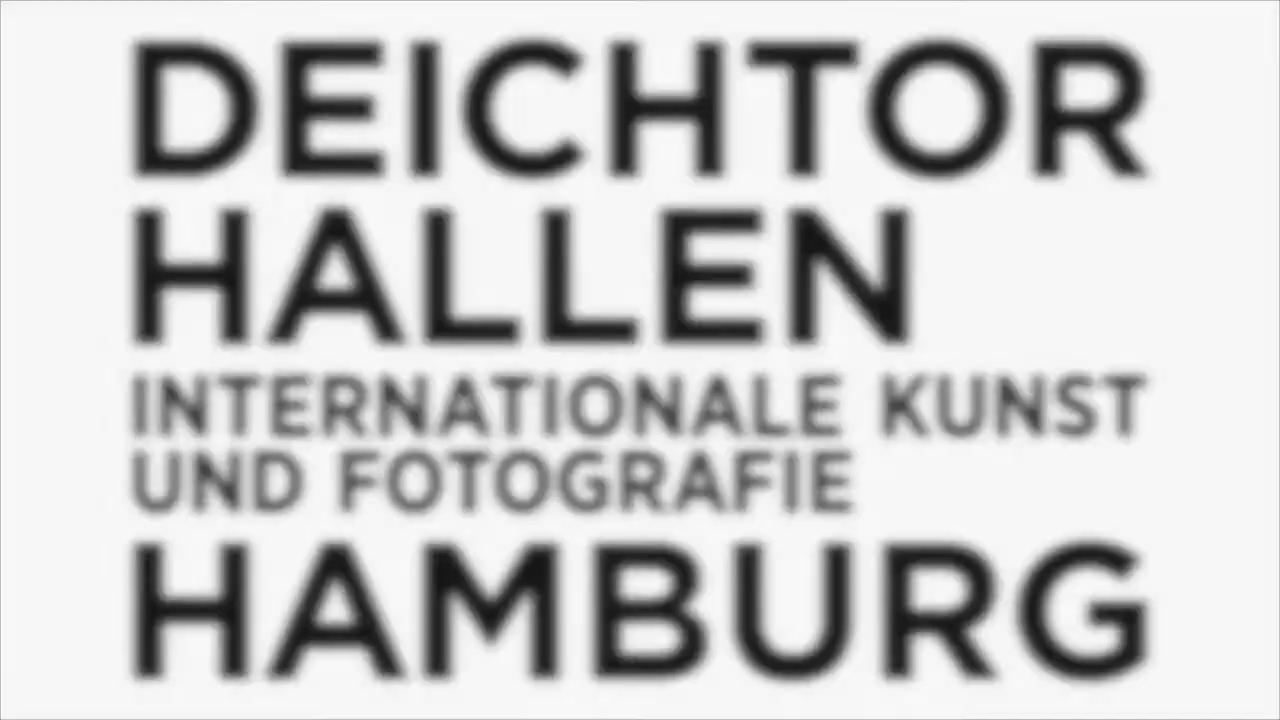 DEICHTOR
HALLEN
INTERNATIONALE KUNST
UND FOTOGRAFIE
HAMBURG